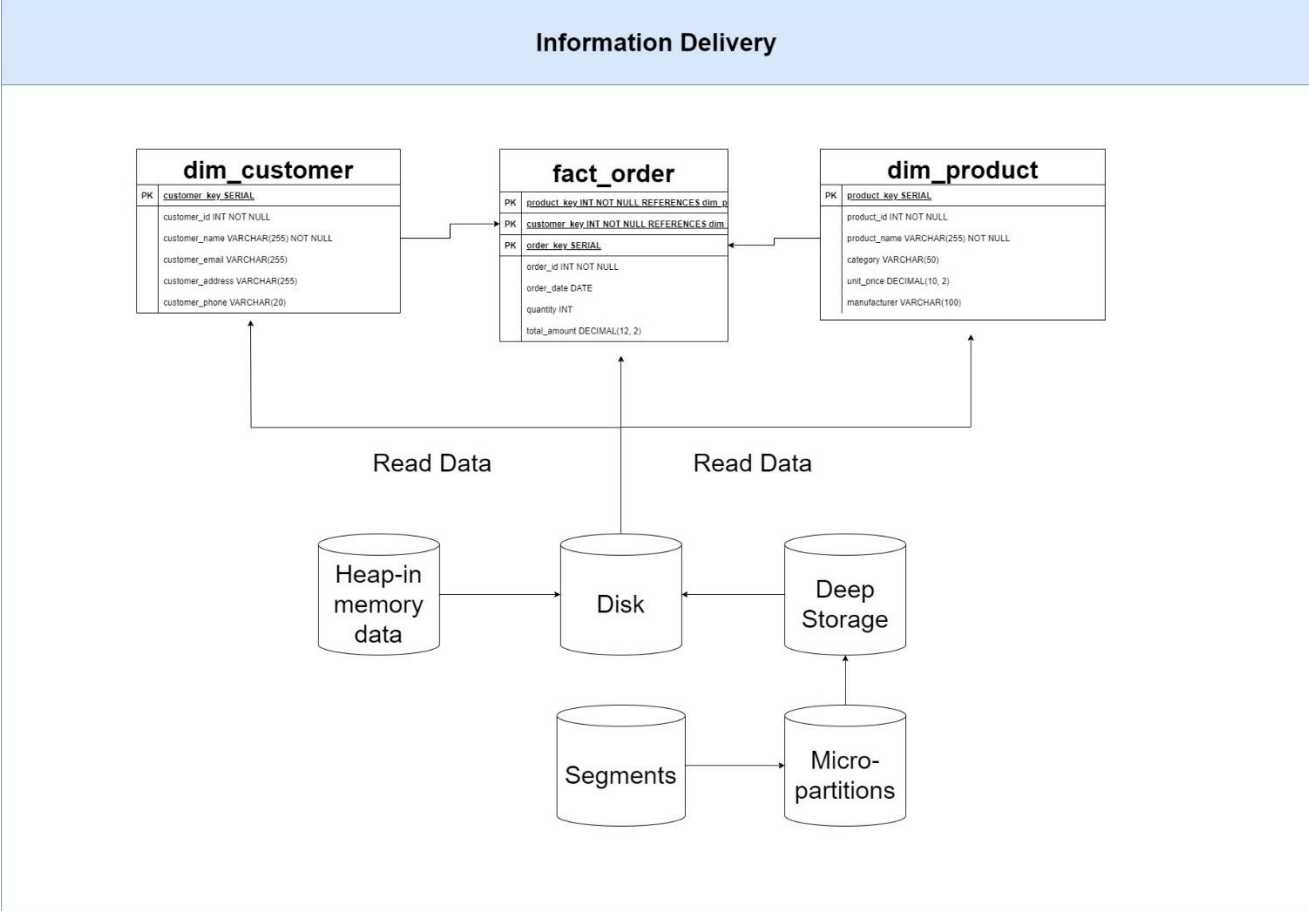 Information Delivery
dim_customer
PK customer_key SERIAL
customer_id INT NOT NULL
customer_name VARCHAR(255) NOT NULL
customer_email VARCHAR(255)
customer_address VARCHAR(255)
customer_phone VARCHAR(20)
fact_order
PK product_key INT NOT NULL REFERENCES dim_p
PK customer_key INT NOT NULL REFERENCES dim_
PK order_key SERIAL
order_id INT NOT NULL
order_date DATE
quantity INT
total_amount DECIMAL(12, 2)
dim_product
PK product_key SERIAL
product_id INT NOT NULL
product_name VARCHAR(255) NOT NULL
category VARCHAR(50)
unit_price DECIMAL(10, 2)
manufacturer VARCHAR(100)
Read Data
Read Data
Heap-in
memory
data
Disk
Deep
Storage
Segments
Micro-
partitions